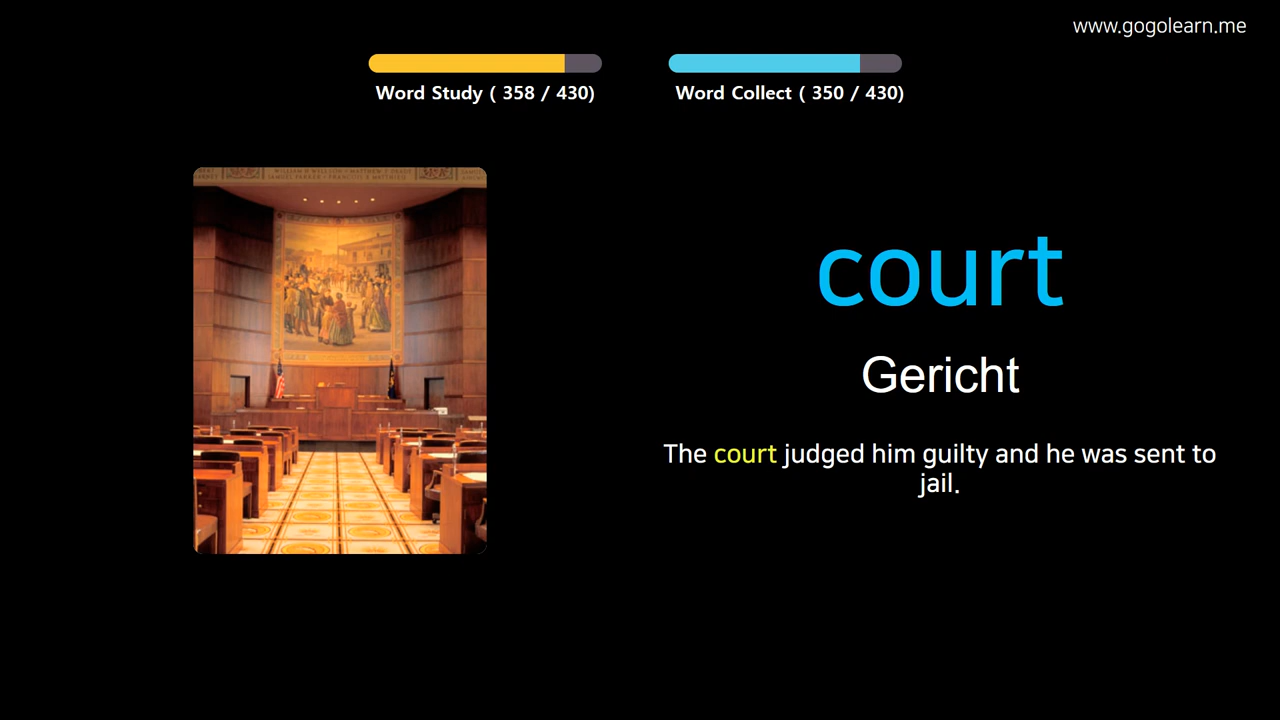 www.gogolearn.me
Word Study ( 358 / 430)
Word Collect ( 350 / 430)
court
Gericht
The court judged him guilty and he was sent to
jail.